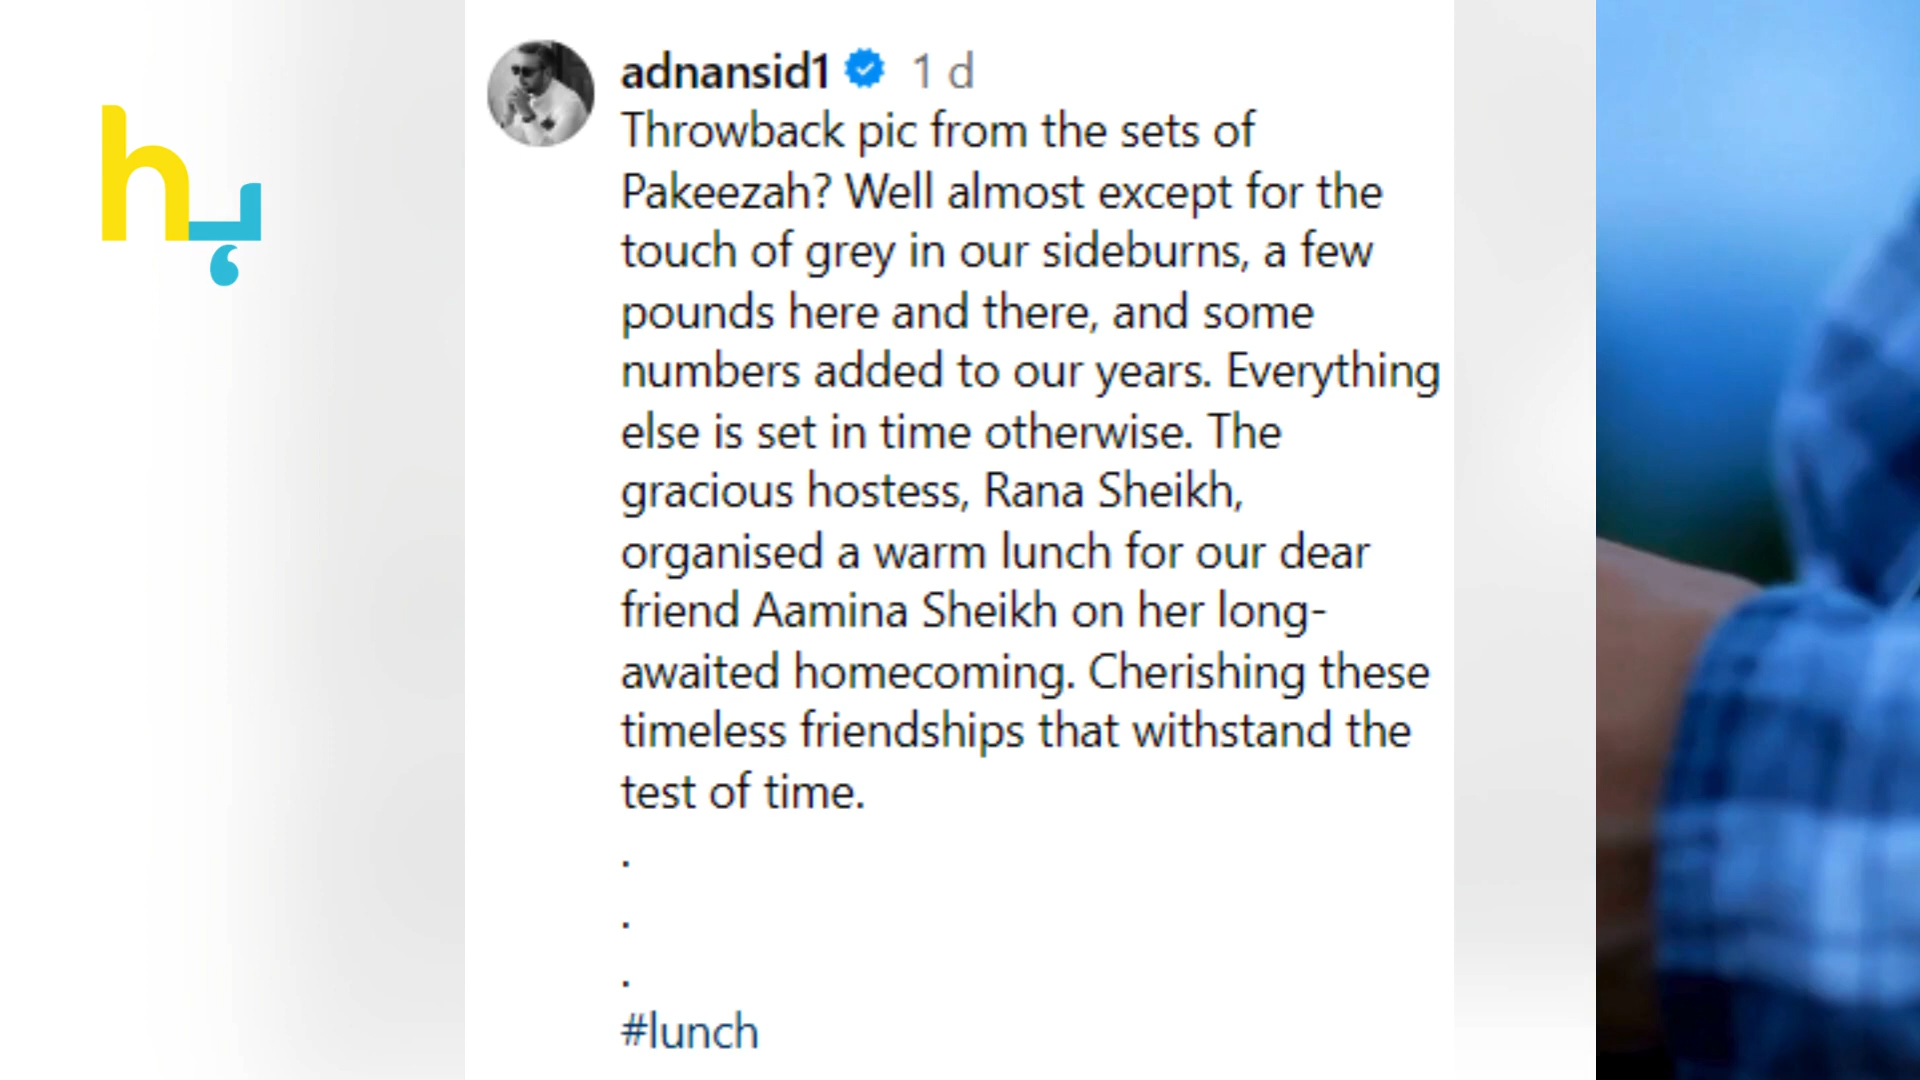 adnansid1 1 d
Throwback pic from the sets of
Pakeezah? Well almost except for the
touch of grey in our sideburns, a few
pounds here and there, and some
numbers added to our years. Everything
else is set in time otherwise. The
gracious hostess, Rana Sheikh,
organised a warm lunch for our dear
friend Aamina Sheikh on her long-
awaited homecoming. Cherishing these
timeless friendships that withstand the
test of time.
.
.
.
#lunch